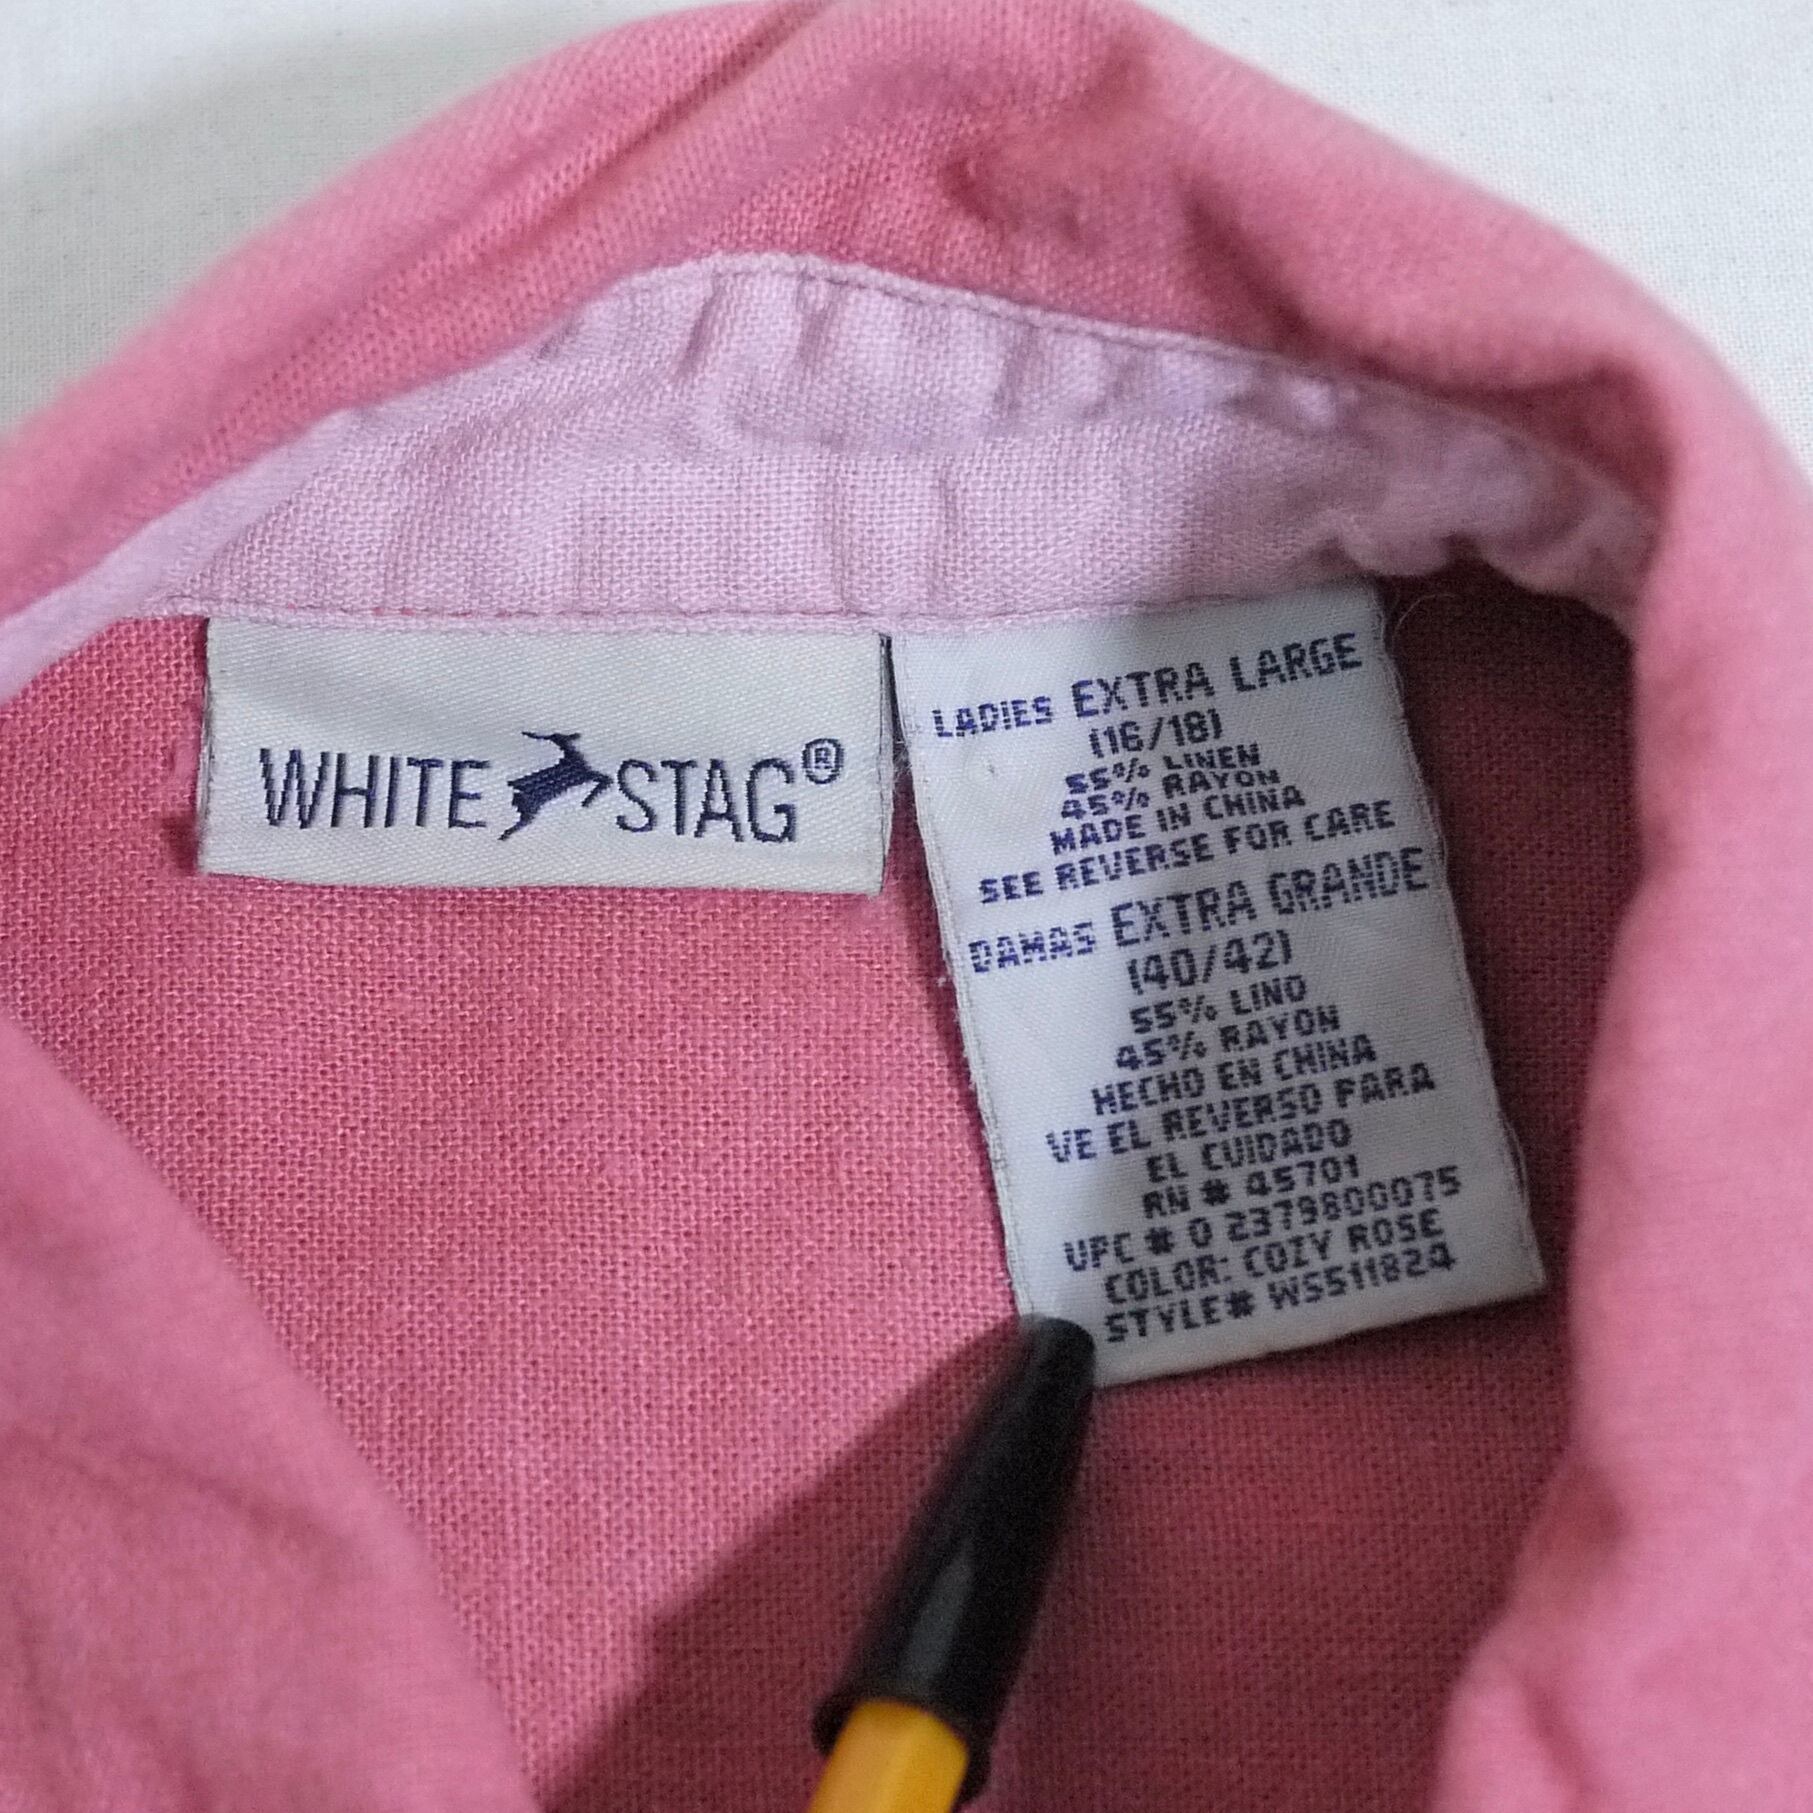 WHITE STAG®
LADIES EXTRA LARGE
(16/18)
55% LINEN
45% RAYON
MADE IN CHINA
SEE REVERSE FOR CARE
DAMAS EXTRA GRANDE
(40/42)
55% LINO
45% RAYON
HECHO EN CHINA
VE EL REVERSO PARA
EL CUIDADO
RN # 45701
UPC # 0 2379800075
COLOR: COZY ROSE
STYLE# WS511824